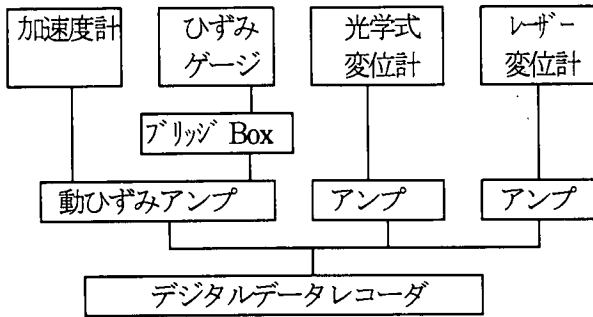 加速度計
ひずみ
ゲージ
光学式
変位計
レーザー
変位計
ブリッジ Box
動ひずみアンプ
アンプ
アンプ
デジタルデータレコーダ